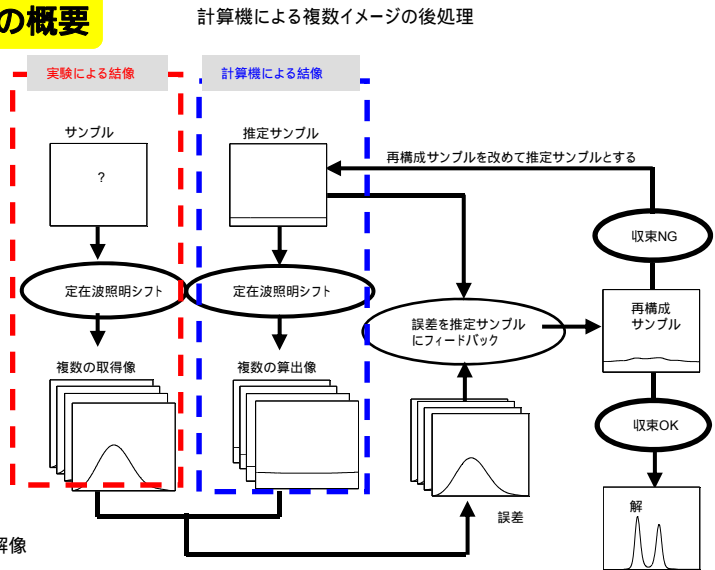 の概要
計算機による複数イメージの後処理
実験による結像
計算機による結像
サンプル
推定サンプル
?
再構成サンプルを改めて推定サンプルとする
収束NG
定在波照明シフト
定在波照明シフト
誤差を推定サンプル
にフィードバック
再構成
サンプル
複数の取得像
複数の算出像
収束OK
誤差
解
解像